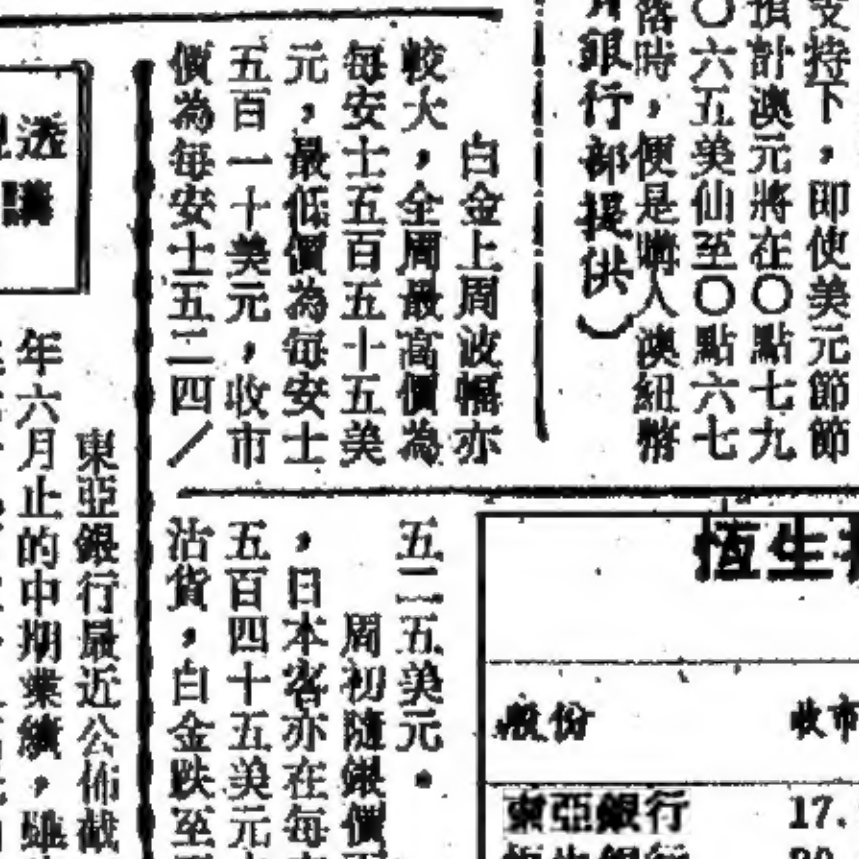 支持下，即使美元節節
預計澳元將在〇點七九
〇六五美仙至〇點六七
落時，便是購入澳紐幣
銀行部提供）
白金上周波幅亦
較大，全周最高價為
每安士五百五十五美
元，最低價為每安士
五百一十美元，收市
價為每安士五二四／
五二五美元。
周初隨銀價
，日本客亦在每
五百四十五美元
沽貨，白金跌至
恆生
股份 收市
東亞銀行 17.
恆生銀行
透
講
東亞銀行最近公佈截
年六月止的中期業績，雖